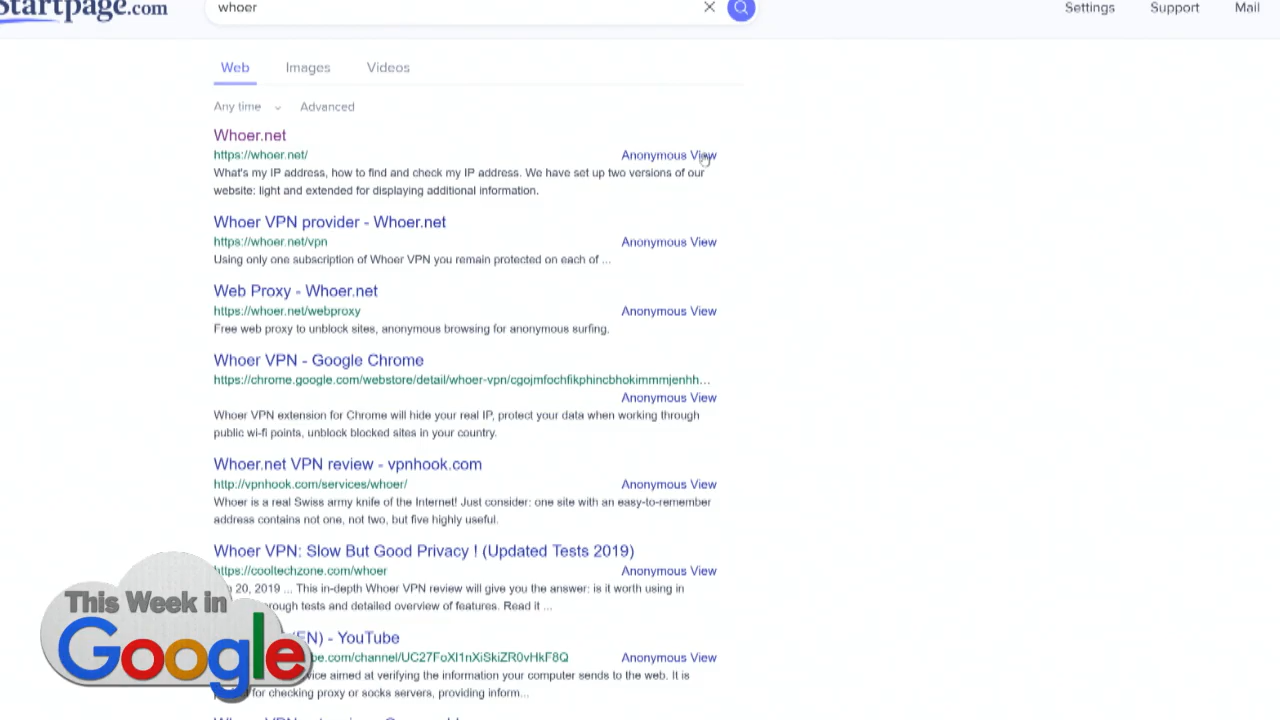 Startpage.com
whoer
Settings Support Mail
Web Images Videos
Any time Advanced
Whoer.net
https://whoer.net/ Anonymous View
What's my IP address, how to find and check my IP address. We have set up two versions of our
website: light and extended for displaying additional information.
Whoer VPN provider - Whoer.net
https://whoer.net/vpn Anonymous View
Using only one subscription of Whoer VPN you remain protected on each of ...
Web Proxy - Whoer.net
https://whoer.net/webproxy Anonymous View
Free web proxy to unblock sites, anonymous browsing for anonymous surfing.
Whoer VPN - Google Chrome
https://chrome.google.com/webstore/detail/whoer-vpn/cgojmfochfikphincbhokimmmjenhh...
Anonymous View
Whoer VPN extension for Chrome will hide your real IP, protect your data when working through
public wi-fi points, unblock blocked sites in your country.
Whoer.net VPN review - vpnhook.com
http://vpnhook.com/services/whoer/ Anonymous View
Whoer is a real Swiss army knife of the Internet! Just consider: one site with an easy-to-remember
address contains not one, not two, but five highly useful.
Whoer VPN: Slow But Good Privacy ! (Updated Tests 2019)
https://cooltechzone.com/whoer Anonymous View
20, 2019 ... This in-depth Whoer VPN review will give you the answer: is it worth using in
tests and detailed overview of features. Read it ...
EN) - YouTube
be.com/channel/UC27FoXl1nXiSkiZR0vHkF8Q Anonymous View
aimed at verifying the information your computer sends to the web. It is
for checking proxy or socks servers, providing inform...
This Week in
Google